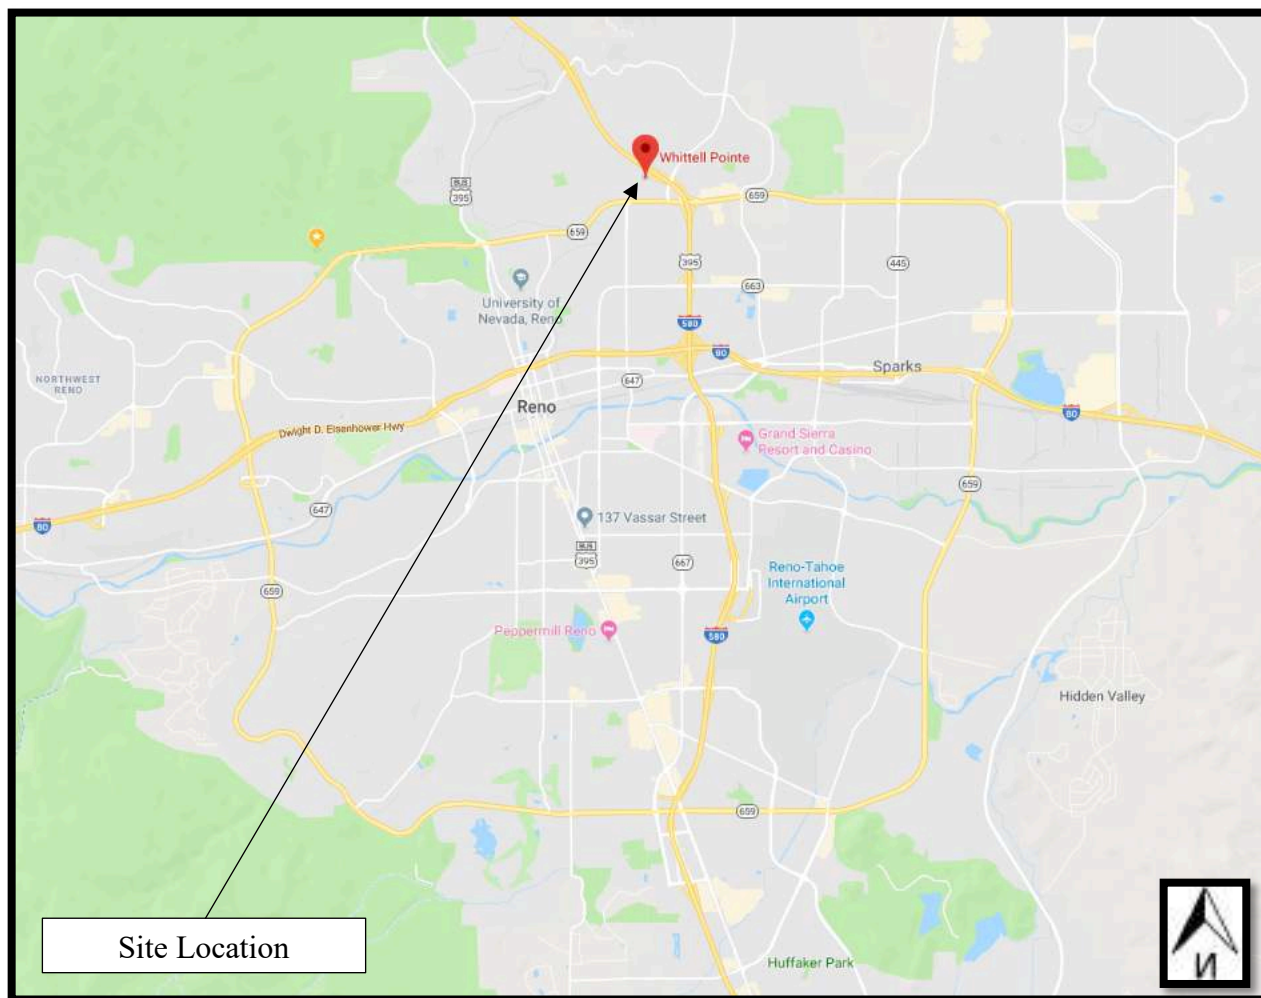 Whittell Pointe
BUS
395
659
659
395
445
663
University of
Nevada, Reno
580
80
Sparks
647
NORTHWEST
RENO
Reno
80
Dwight D. Eisenhower Hwy
Grand Sierra
Resort and Casino
659
647
80
137 Vassar Street
BUS
395
667
Reno-Tahoe
International
Airport
659
Peppermill Reno
580
Hidden Valley
659
Site Location
Huffaker Park
N